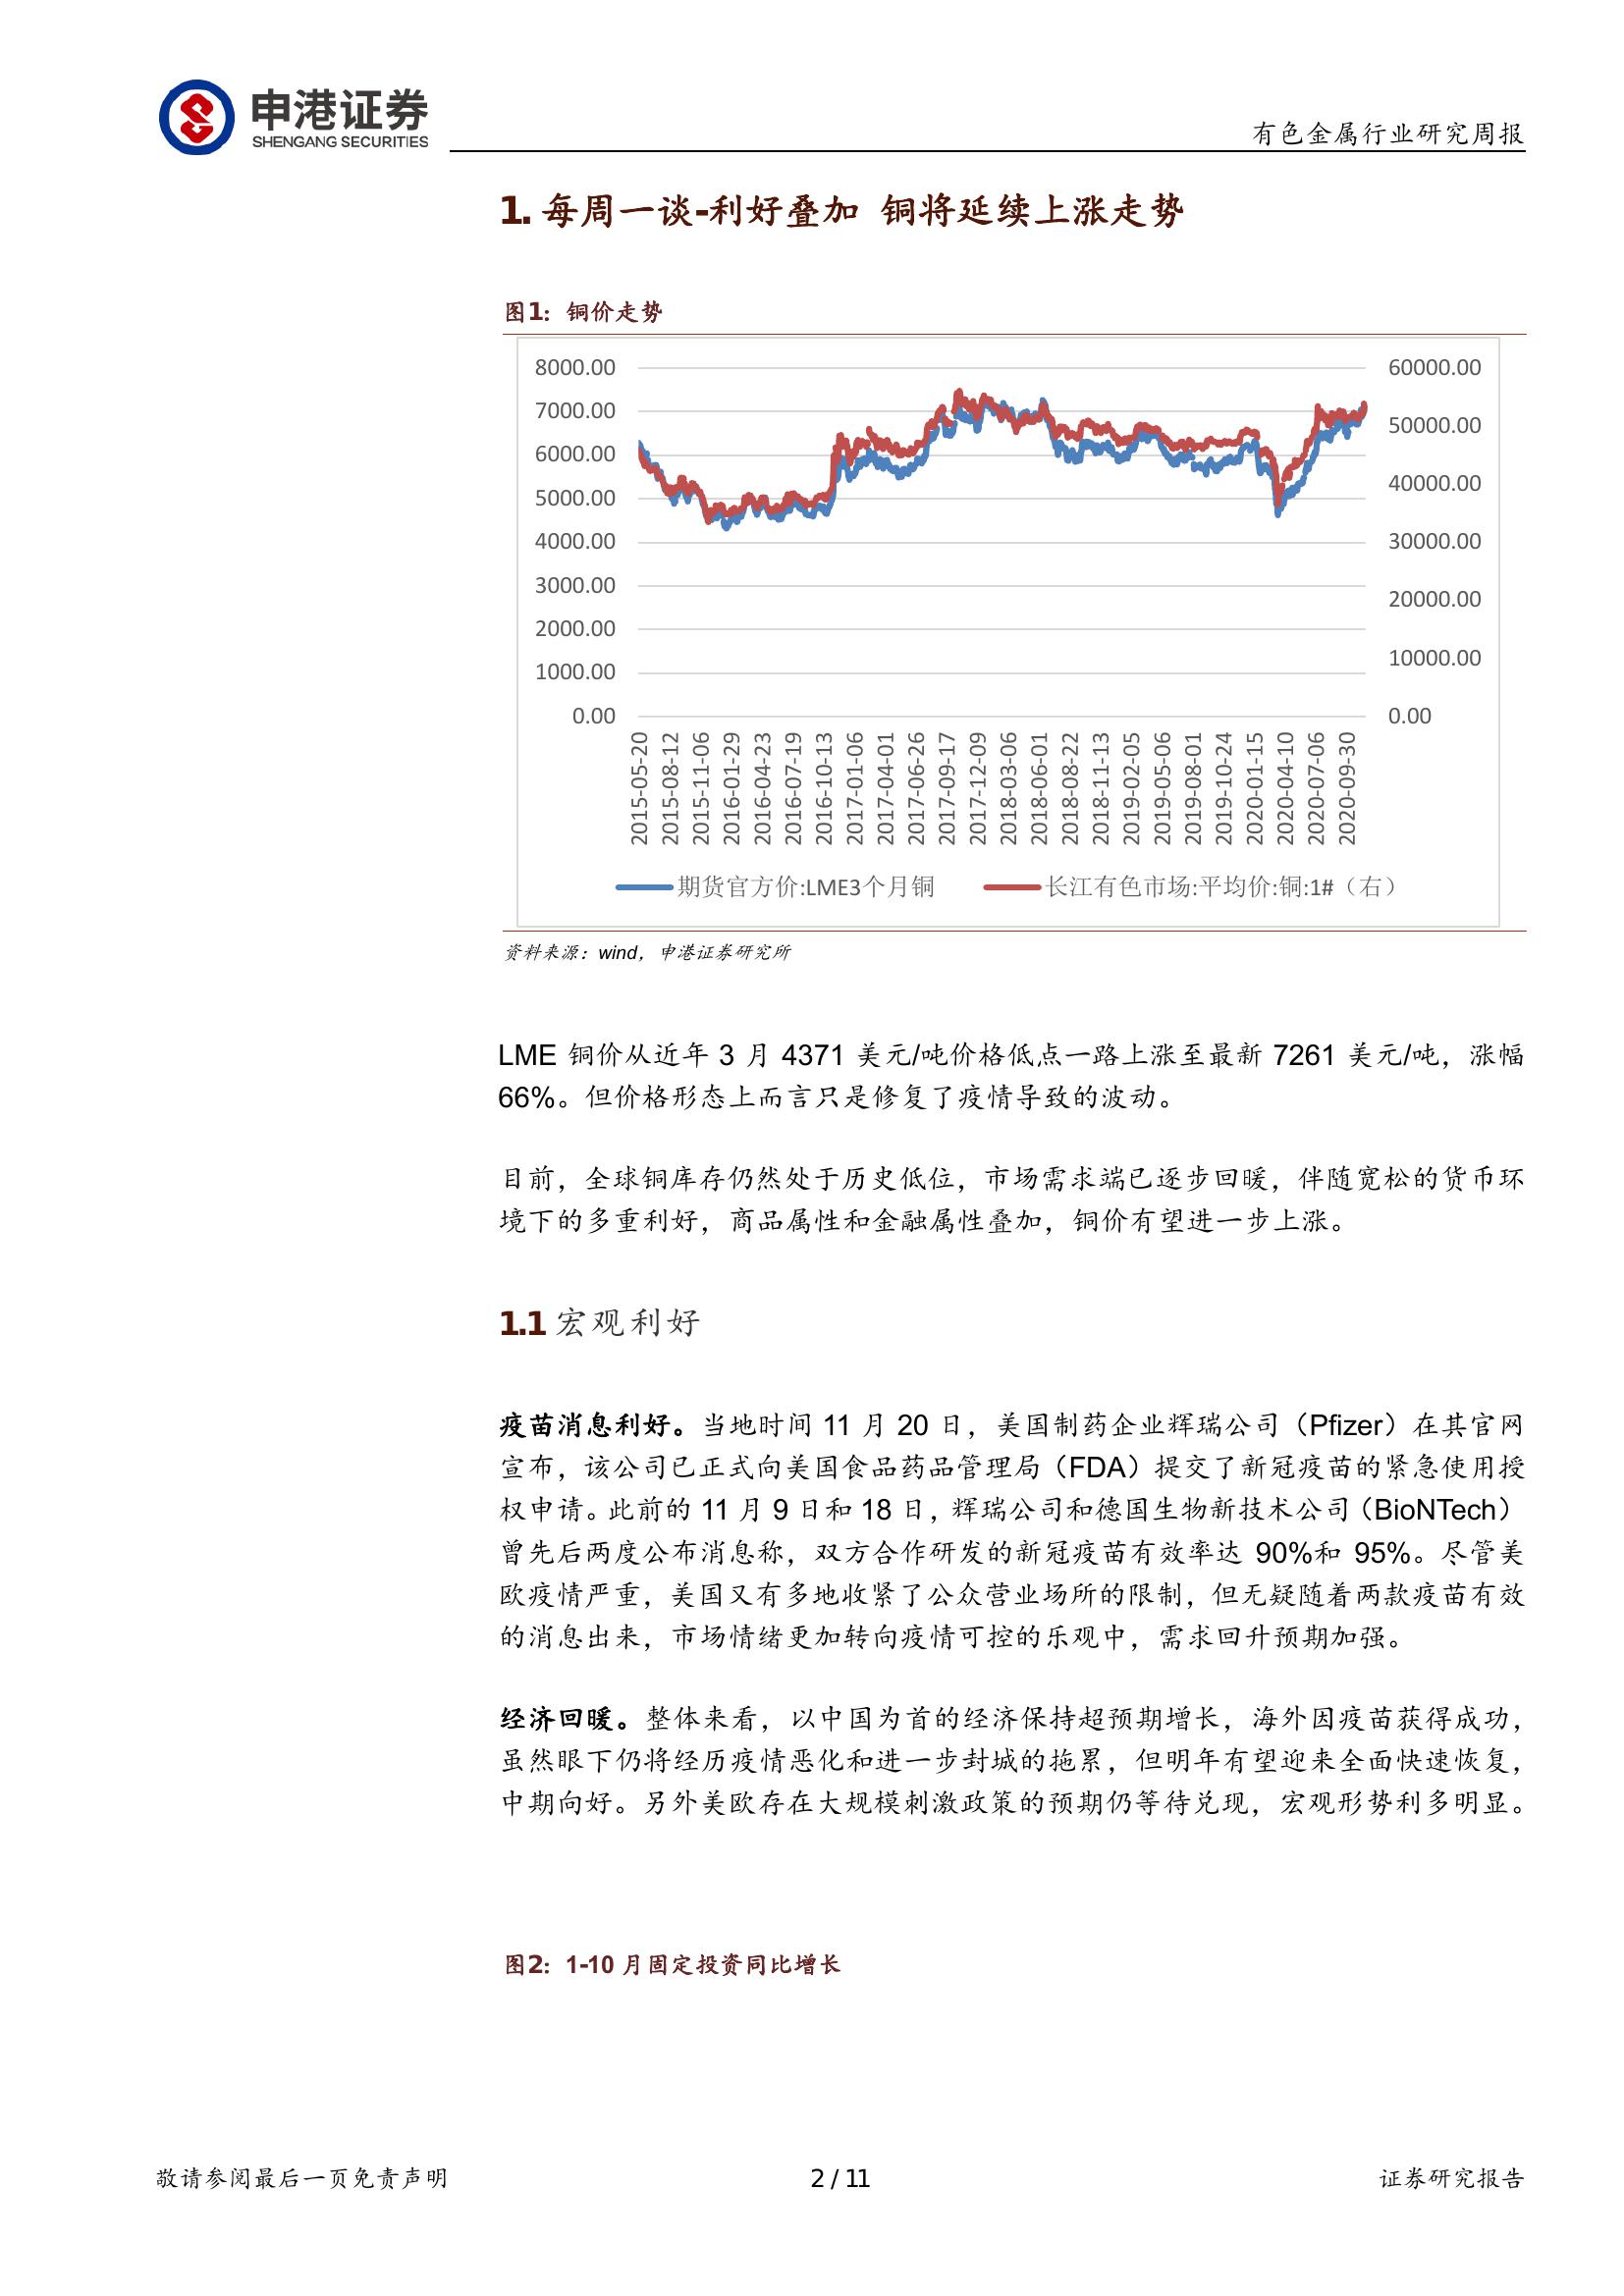 申港证券
SHENGANG SECURITIES
有色金属行业研究周报
1. 每周一谈-利好叠加 铜将延续上涨走势
图1：铜价走势
8000.00
7000.00
6000.00
5000.00
4000.00
3000.00
2000.00
1000.00
0.00
60000.00
50000.00
40000.00
30000.00
20000.00
10000.00
0.00
2015-05-20
2015-08-12
2015-11-06
2016-01-29
2016-04-23
2016-07-19
2016-10-13
2017-01-06
2017-04-01
2017-06-26
2017-09-17
2017-12-09
2018-03-06
2018-06-01
2018-08-22
2018-11-13
2019-02-05
2019-05-06
2019-08-01
2019-10-24
2020-01-15
2020-04-10
2020-07-06
2020-09-30
期货官方价:LME3个月铜
长江有色市场:平均价:铜:1#（右）
资料来源：wind，申港证券研究所
LME 铜价从近年 3 月 4371 美元/吨价格低点一路上涨至最新 7261 美元/吨，涨幅
66%。但价格形态上而言只是修复了疫情导致的波动。
目前，全球铜库存仍然处于历史低位，市场需求端已逐步回暖，伴随宽松的货币环
境下的多重利好，商品属性和金融属性叠加，铜价有望进一步上涨。
1.1 宏观利好
疫苗消息利好。当地时间 11 月 20 日，美国制药企业辉瑞公司（Pfizer）在其官网
宣布，该公司已正式向美国食品药品管理局（FDA）提交了新冠疫苗的紧急使用授
权申请。此前的 11 月 9 日和 18 日，辉瑞公司和德国生物新技术公司（BioNTech）
曾先后两度公布消息称，双方合作研发的新冠疫苗有效率达 90%和 95%。尽管美
欧疫情严重，美国又有多地收紧了公众营业场所的限制，但无疑随着两款疫苗有效
的消息出来，市场情绪更加转向疫情可控的乐观中，需求回升预期加强。
经济回暖。整体来看，以中国为首的经济保持超预期增长，海外因疫苗获得成功，
虽然眼下仍将经历疫情恶化和进一步封城的拖累，但明年有望迎来全面快速恢复，
中期向好。另外美欧存在大规模刺激政策的预期仍等待兑现，宏观形势利多明显。
图2：1-10 月固定投资同比增长
敬请参阅最后一页免责声明
2 / 11
证券研究报告